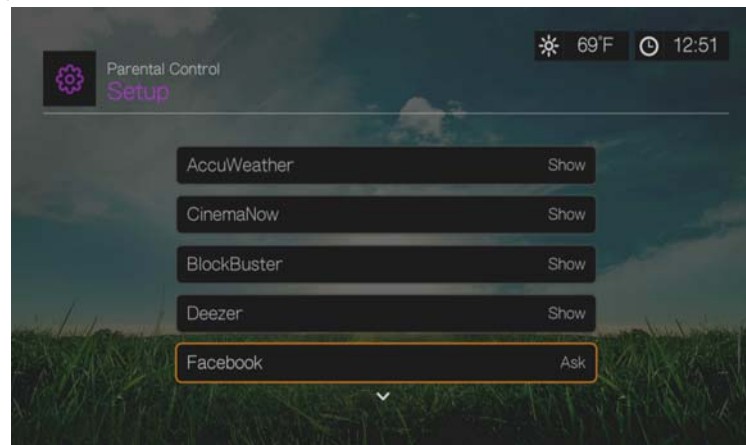 69°F 12:51
Parental Control
Setup
AccuWeather Show
CinemaNow Show
BlockBuster Show
Deezer Show
Facebook Ask